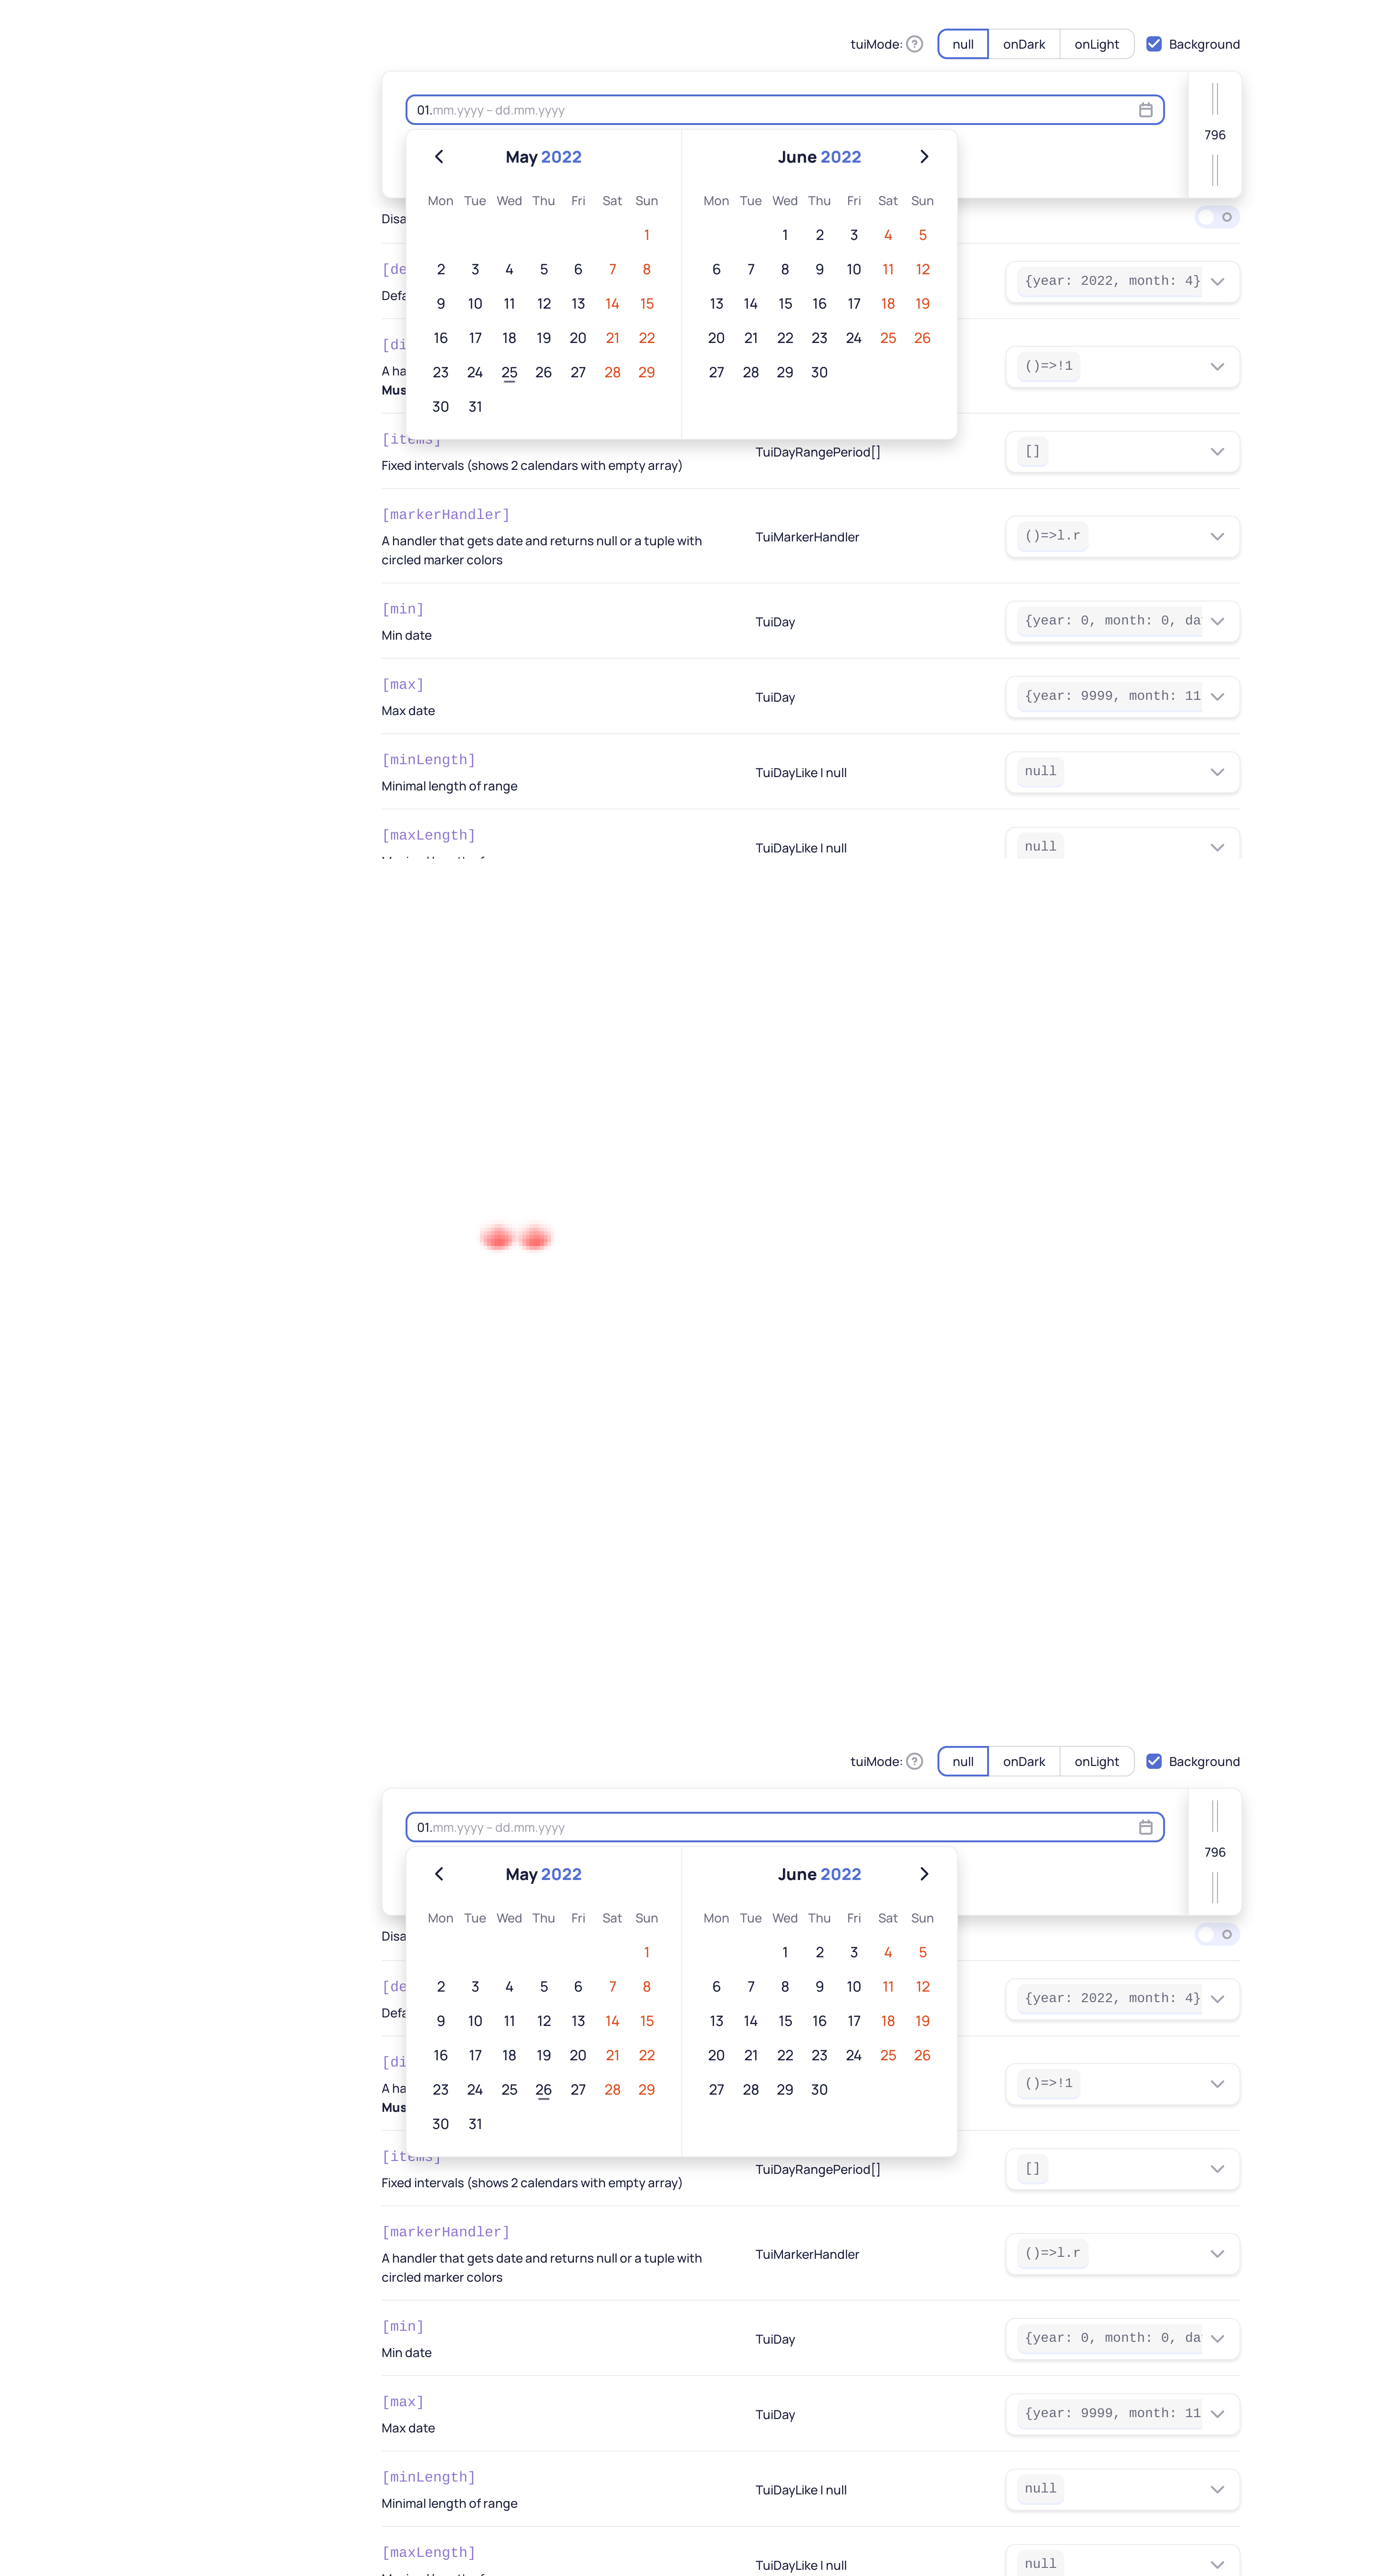 tuiMode: ? null onDark onLight Background
01.mm.yyyy – dd.mm.yyyy
796
May 2022 June 2022
Mon Tue Wed Thu Fri Sat Sun Mon Tue Wed Thu Fri Sat Sun
Disa
1 1 2 3 4 5
[de
2 3 4 5 6 7 8 6 7 8 9 10 11 12
{year: 2022, month: 4}
Defa
9 10 11 12 13 14 15 13 14 15 16 17 18 19
[di
16 17 18 19 20 21 22 20 21 22 23 24 25 26
()=>!1
A ha
23 24 25 26 27 28 29 27 28 29 30
Mus
30 31
[items]
TuiDayRangePeriod[] []
Fixed intervals (shows 2 calendars with empty array)
[markerHandler]
TuiMarkerHandler ()=>l.r
A handler that gets date and returns null or a tuple with
circled marker colors
[min]
TuiDay {year: 0, month: 0, da
Min date
[max]
TuiDay {year: 9999, month: 11
Max date
[minLength]
TuiDayLike | null null
Minimal length of range
[maxLength]
TuiDayLike | null null
tuiMode: ? null onDark onLight Background
01.mm.yyyy – dd.mm.yyyy
796
May 2022 June 2022
Mon Tue Wed Thu Fri Sat Sun Mon Tue Wed Thu Fri Sat Sun
Disa
1 1 2 3 4 5
[de
2 3 4 5 6 7 8 6 7 8 9 10 11 12
{year: 2022, month: 4}
Defa
9 10 11 12 13 14 15 13 14 15 16 17 18 19
[di
16 17 18 19 20 21 22 20 21 22 23 24 25 26
()=>!1
A ha
23 24 25 26 27 28 29 27 28 29 30
Mus
30 31
[items]
TuiDayRangePeriod[] []
Fixed intervals (shows 2 calendars with empty array)
[markerHandler]
TuiMarkerHandler ()=>l.r
A handler that gets date and returns null or a tuple with
circled marker colors
[min]
TuiDay {year: 0, month: 0, da
Min date
[max]
TuiDay {year: 9999, month: 11
Max date
[minLength]
TuiDayLike | null null
Minimal length of range
[maxLength]
TuiDayLike | null null